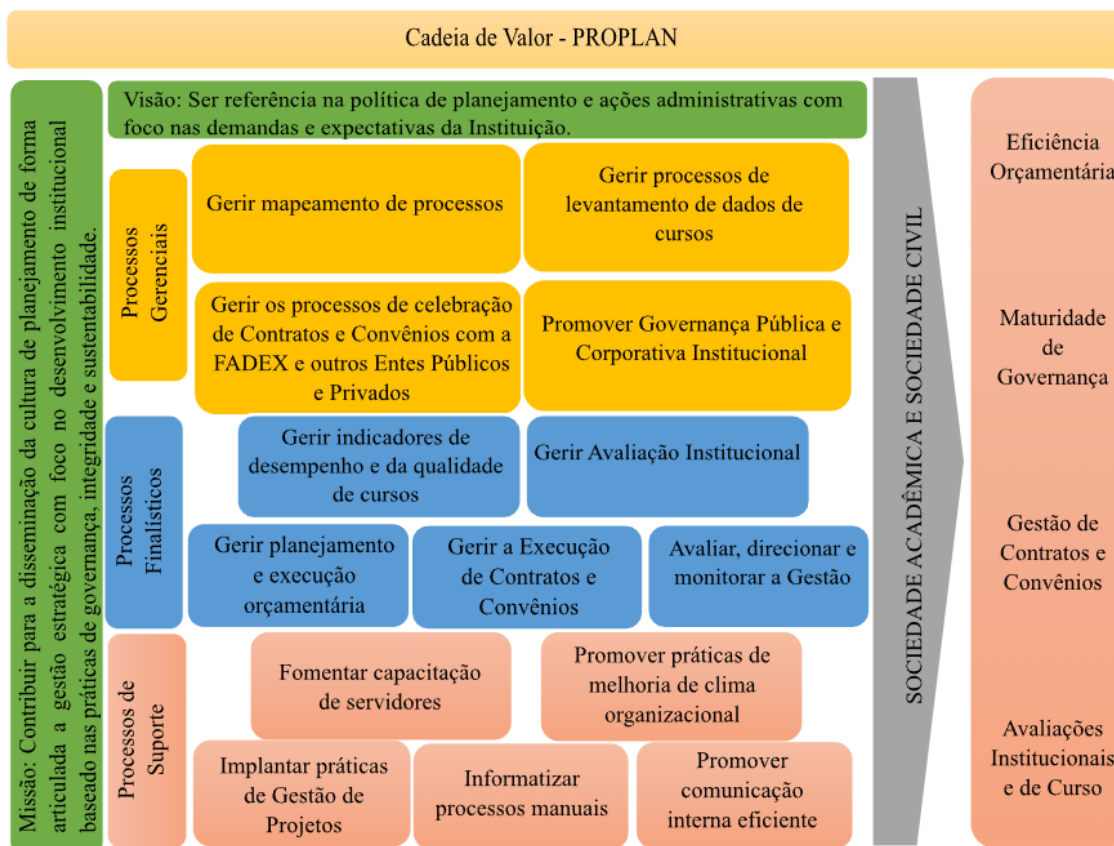 Cadeia de Valor - PROPLAN
Missão: Contribuir para a disseminação da cultura de planejamento de forma
articulada a gestão estratégica com foco no desenvolvimento institucional
baseado nas práticas de governança, integridade e sustentabilidade.
Visão: Ser referência na política de planejamento e ações administrativas com
foco nas demandas e expectativas da Instituição.
Processos
Gerenciais
Gerir mapeamento de processos
Gerir processos de
levantamento de dados de
cursos
Gerir os processos de celebração
de Contratos e Convênios com a
FADEX e outros Entes Públicos
e Privados
Promover Governança Pública e
Corporativa Institucional
Processos
Finalísticos
Gerir indicadores de
desempenho e da qualidade
de cursos
Gerir Avaliação Institucional
Gerir planejamento
e execução
orçamentária
Gerir a Execução
de Contratos e
Convênios
Avaliar, direcionar e
monitorar a Gestão
Processos de
Suporte
Fomentar capacitação
de servidores
Promover práticas de
melhoria de clima
organizacional
Implantar práticas
de Gestão de
Projetos
Informatizar
processos manuais
Promover
comunicação
interna eficiente
SOCIEDADE ACADÊMICA E SOCIEDADE CIVIL
Eficiência
Orçamentária
Maturidade
de
Governança
Gestão de
Contratos e
Convênios
Avaliações
Institucionais
e de Curso